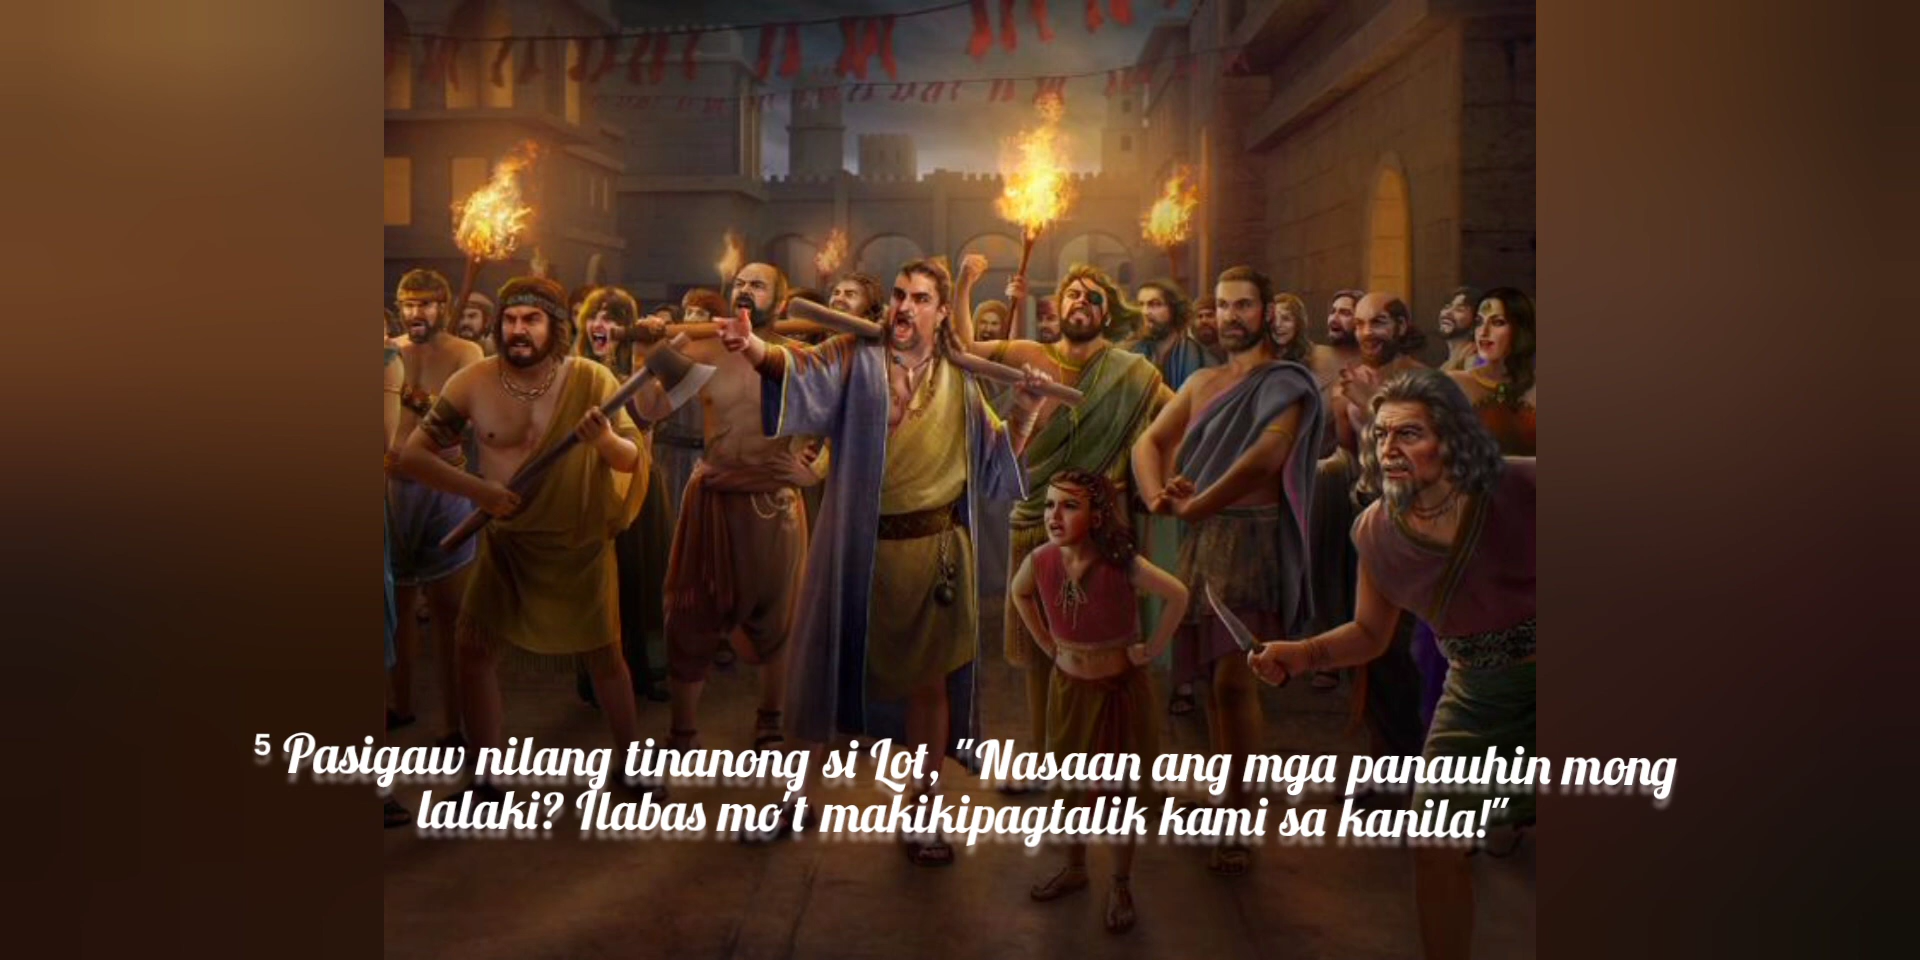 ⁵ Pasigaw nilang tinanong si Lot, "Nasaan ang mga panauhin mong
lalaki? Ilabas mo't makikipagtalik kami sa kanila!"